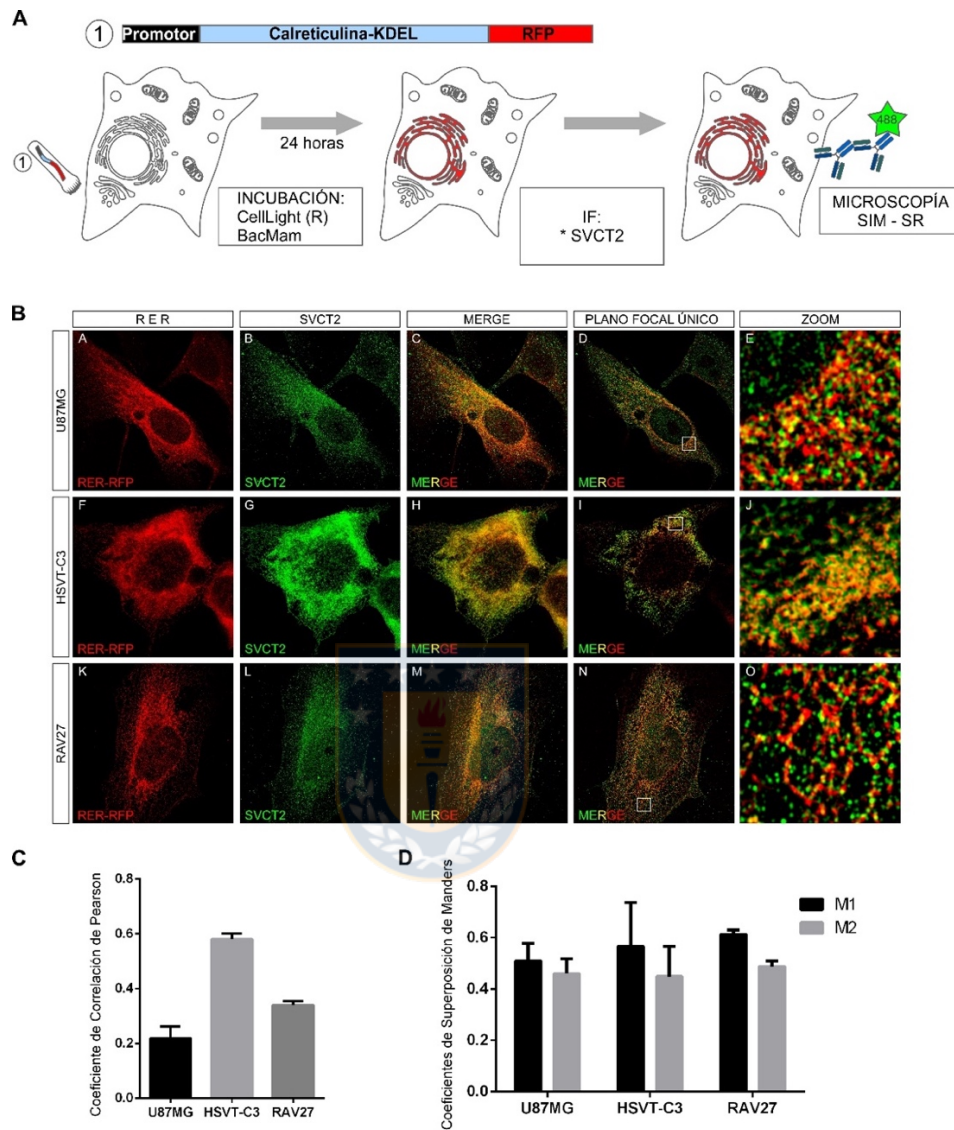 A
1 Promotor Calreticulina-KDEL RFP
1
24 horas
INCUBACIÓN:
CellLight (R)
BacMam
IF:
* SVCT2
488
MICROSCOPÍA
SIM - SR
B
R E R SVCT2 MERGE PLANO FOCAL ÚNICO ZOOM
U87MG
A B C D E
RER-RFP SVCT2 MERGE MERGE
HSVT-C3
F G H I J
RER-RFP SVCT2 MERGE MERGE
RAV27
K L M N O
RER-RFP SVCT2 MERGE MERGE
C
Coeficiente de Correlación de Pearson
0.8
0.6
0.4
0.2
0.0
U87MG HSVT-C3 RAV27
D
Coeficientes de Superposición de Manders
0.8
0.6
0.4
0.2
0.0
U87MG HSVT-C3 RAV27
M1
M2